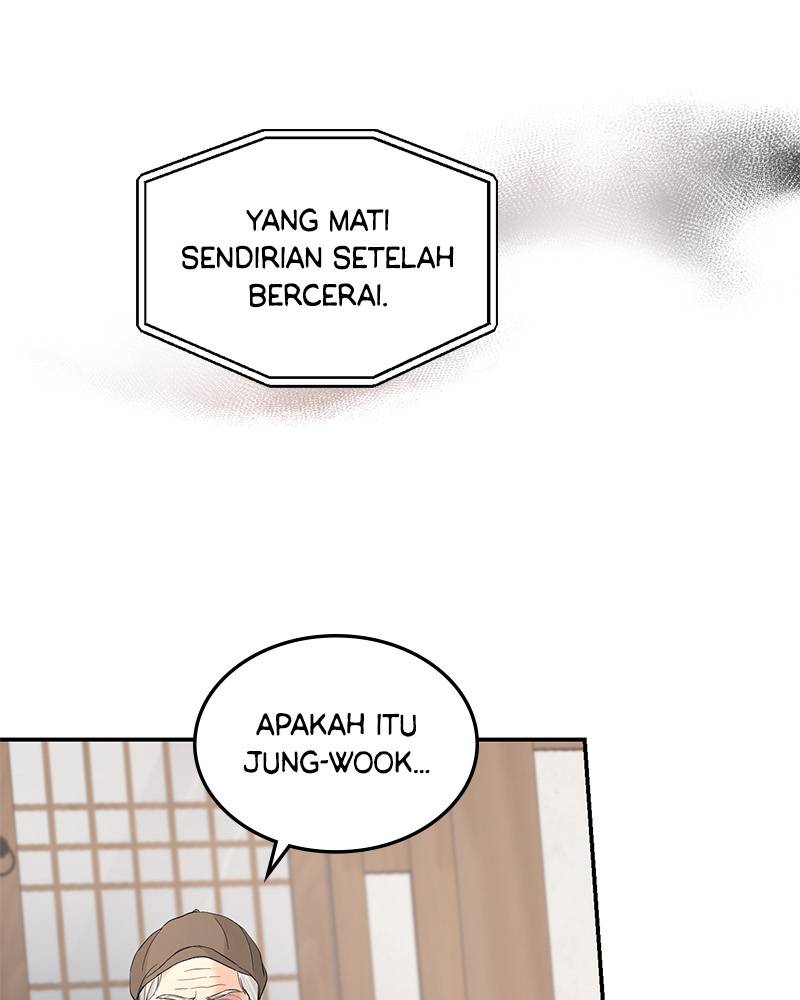 YANG MATI
SENDIRIAN SETELAH
BERCERAI.
APAKAH ITU
JUNG-WOOK...